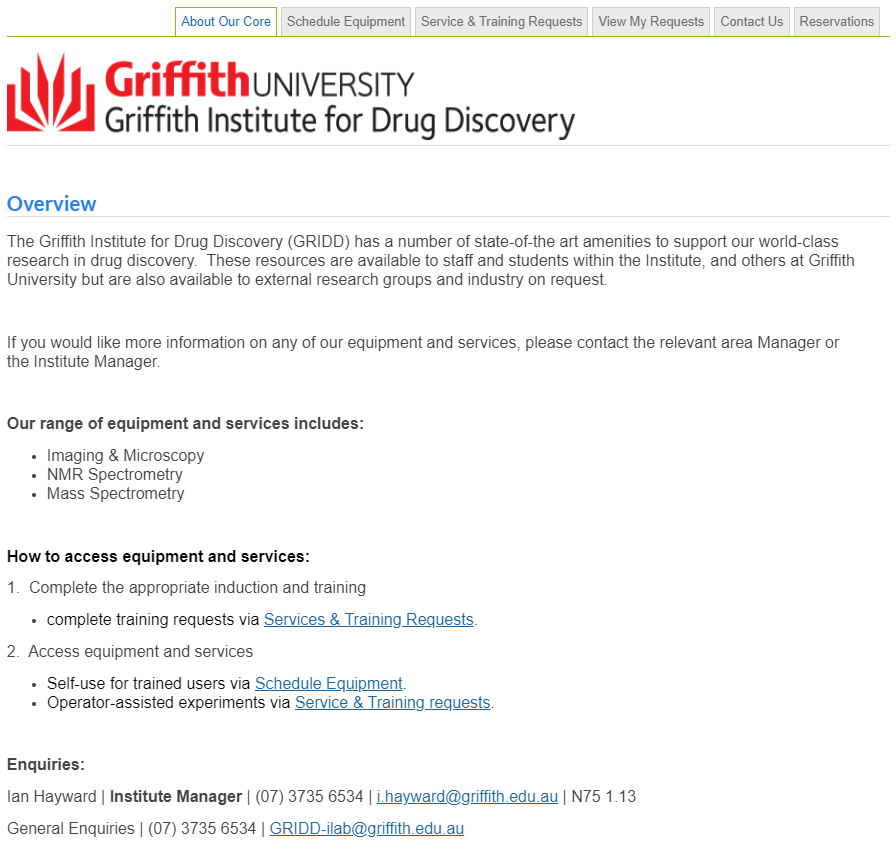 About Our Core
Schedule Equipment
Service & Training Requests
View My Requests
Contact Us
Reservations
Griffith UNIVERSITY
Griffith Institute for Drug Discovery
Overview
The Griffith Institute for Drug Discovery (GRIDD) has a number of state-of-the art amenities to support our world-class
research in drug discovery.  These resources are available to staff and students within the Institute, and others at Griffith
University but are also available to external research groups and industry on request.
If you would like more information on any of our equipment and services, please contact the relevant area Manager or
the Institute Manager.
Our range of equipment and services includes:
• Imaging & Microscopy
• NMR Spectrometry
• Mass Spectrometry
How to access equipment and services:
1.  Complete the appropriate induction and training
• complete training requests via Services & Training Requests.
2.  Access equipment and services
• Self-use for trained users via Schedule Equipment.
• Operator-assisted experiments via Service & Training requests.
Enquiries:
Ian Hayward | Institute Manager | (07) 3735 6534 | i.hayward@griffith.edu.au | N75 1.13
General Enquiries | (07) 3735 6534 | GRIDD-ilab@griffith.edu.au